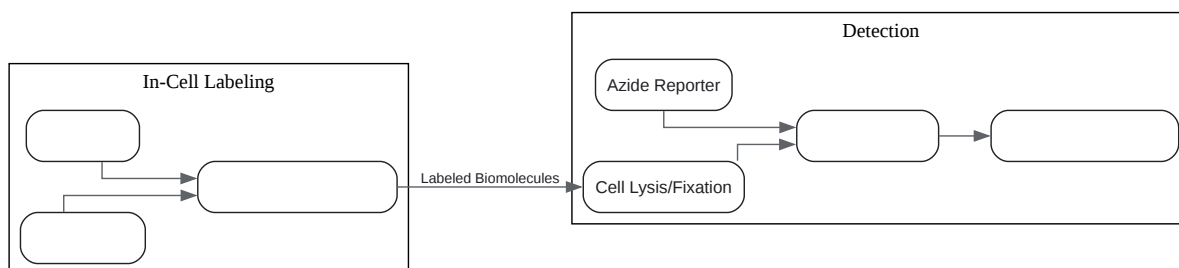 In-Cell Labeling
Labeled Biomolecules
Detection
Azide Reporter
Cell Lysis/Fixation